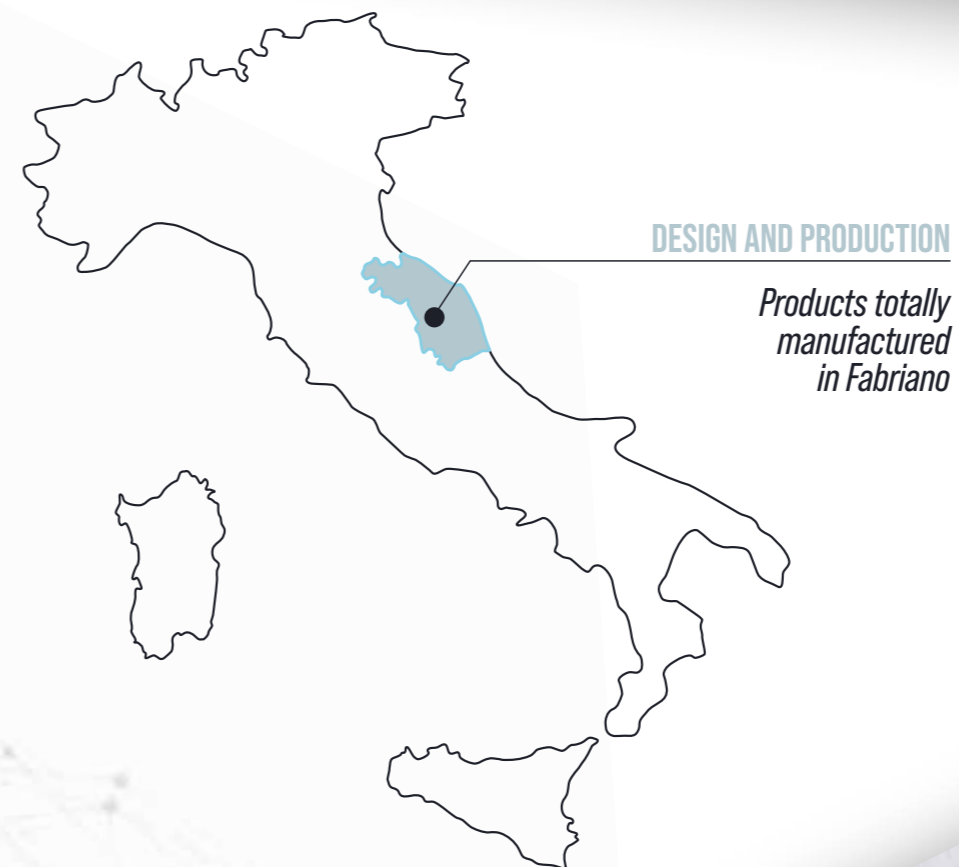 DESIGN AND PRODUCTION
Products totally
manufactured
in Fabriano